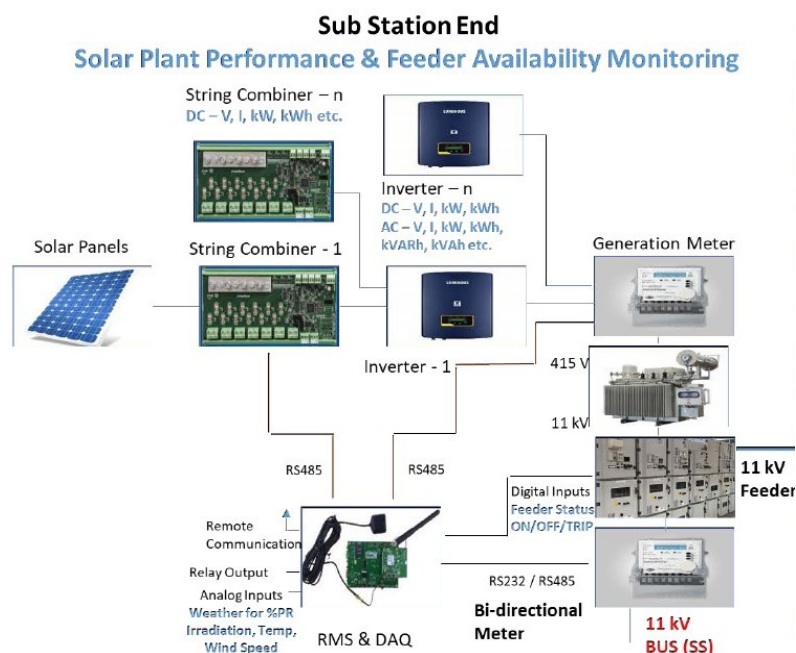 Sub Station End
Solar Plant Performance & Feeder Availability Monitoring
String Combiner – n
DC – V, I, kW, kWh etc.
Inverter – n
DC – V, I, kW, kWh
AC – V, I, kW, kWh,
kVARh, kVAh etc.
Solar Panels
String Combiner - 1
Generation Meter
Inverter - 1
415 V
11 kV
RS485
RS485
11 kV
Feeder
Digital Inputs
Feeder Status
ON/OFF/TRIP
Remote
Communication
Relay Output
Analog Inputs
Weather for %PR
Irradiation, Temp,
Wind Speed
RMS & DAQ
RS232 / RS485
Bi-directional
Meter
11 kV
BUS (SS)